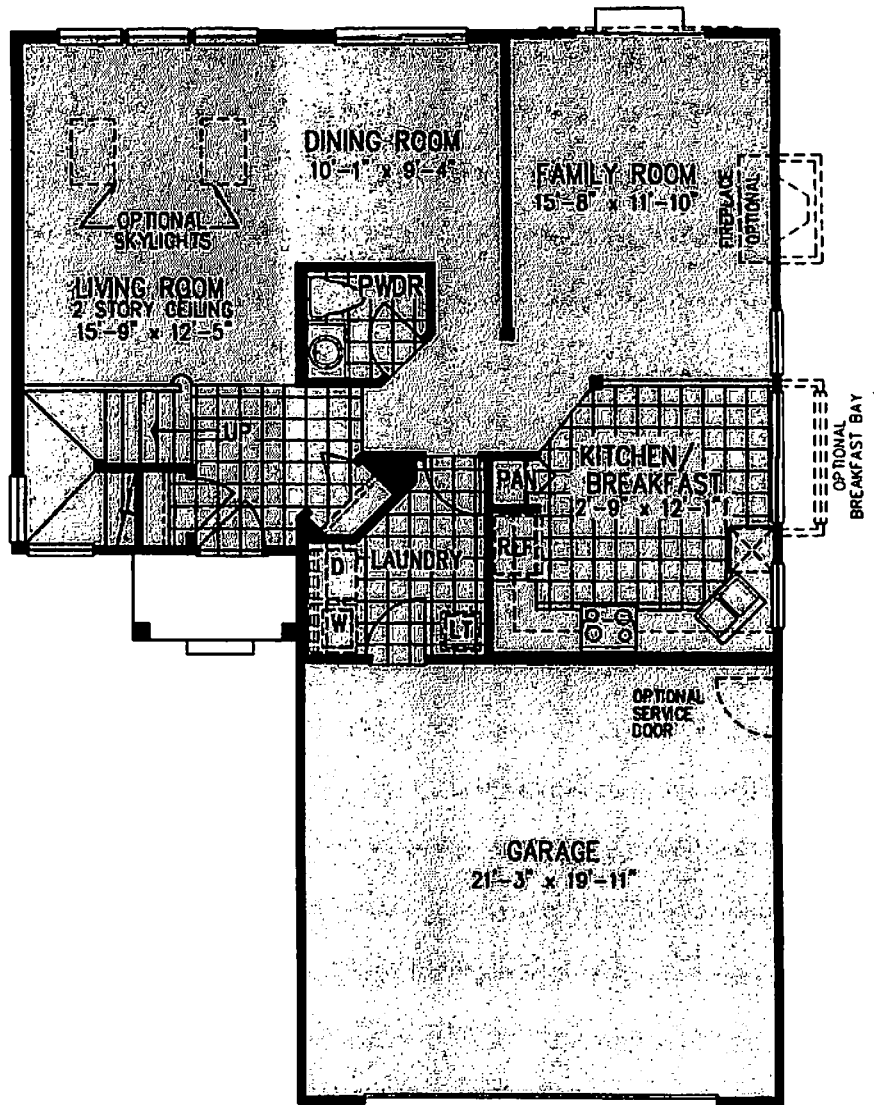 DINING ROOM
10'-1" x 9'-4"
FAMILY ROOM
15'-8" x 11'-10"
FIREPLACE
OPTIONAL
OPTIONAL
SKYLIGHTS
LIVING ROOM
2 STORY CEILING
15'-9" x 12'-5"
PWDR
UP
KITCHEN/
BREAKFAST
PAN
OPTIONAL
BREAKFAST BAY
REF
LAUNDRY
D
W
LT
OPTIONAL
SERVICE
DOOR
GARAGE
21'-3" x 19'-11"